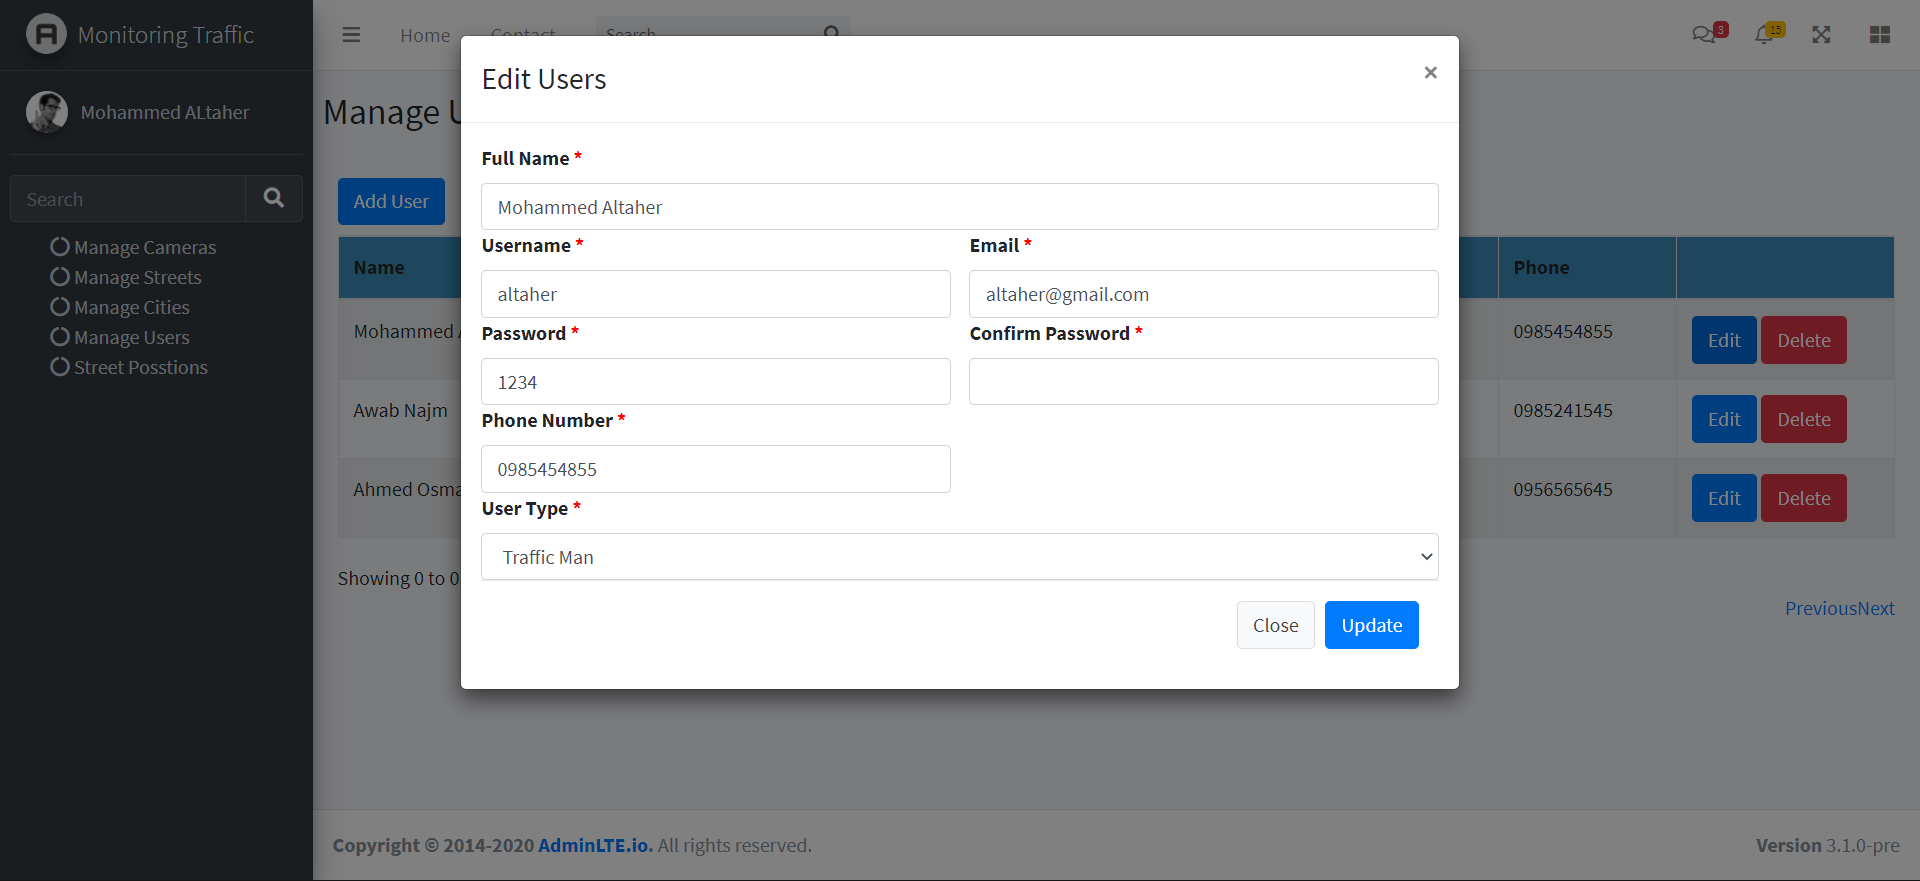 Monitoring Traffic
Home
Contact
Search
3
15
Mohammed ALtaher
Search
Manage Cameras
Manage Streets
Manage Cities
Manage Users
Street Posstions
Manage U
Add User
Name
Phone
Mohammed A
0985454855
Edit
Delete
Awab Najm
0985241545
Edit
Delete
Ahmed Osma
0956565645
Edit
Delete
Showing 0 to 0
PreviousNext
Edit Users
×
Full Name *
Mohammed Altaher
Username *
Email *
altaher
altaher@gmail.com
Password *
Confirm Password *
1234
Phone Number *
0985454855
User Type *
Traffic Man
Close
Update
Copyright © 2014-2020 AdminLTE.io. All rights reserved.
Version 3.1.0-pre